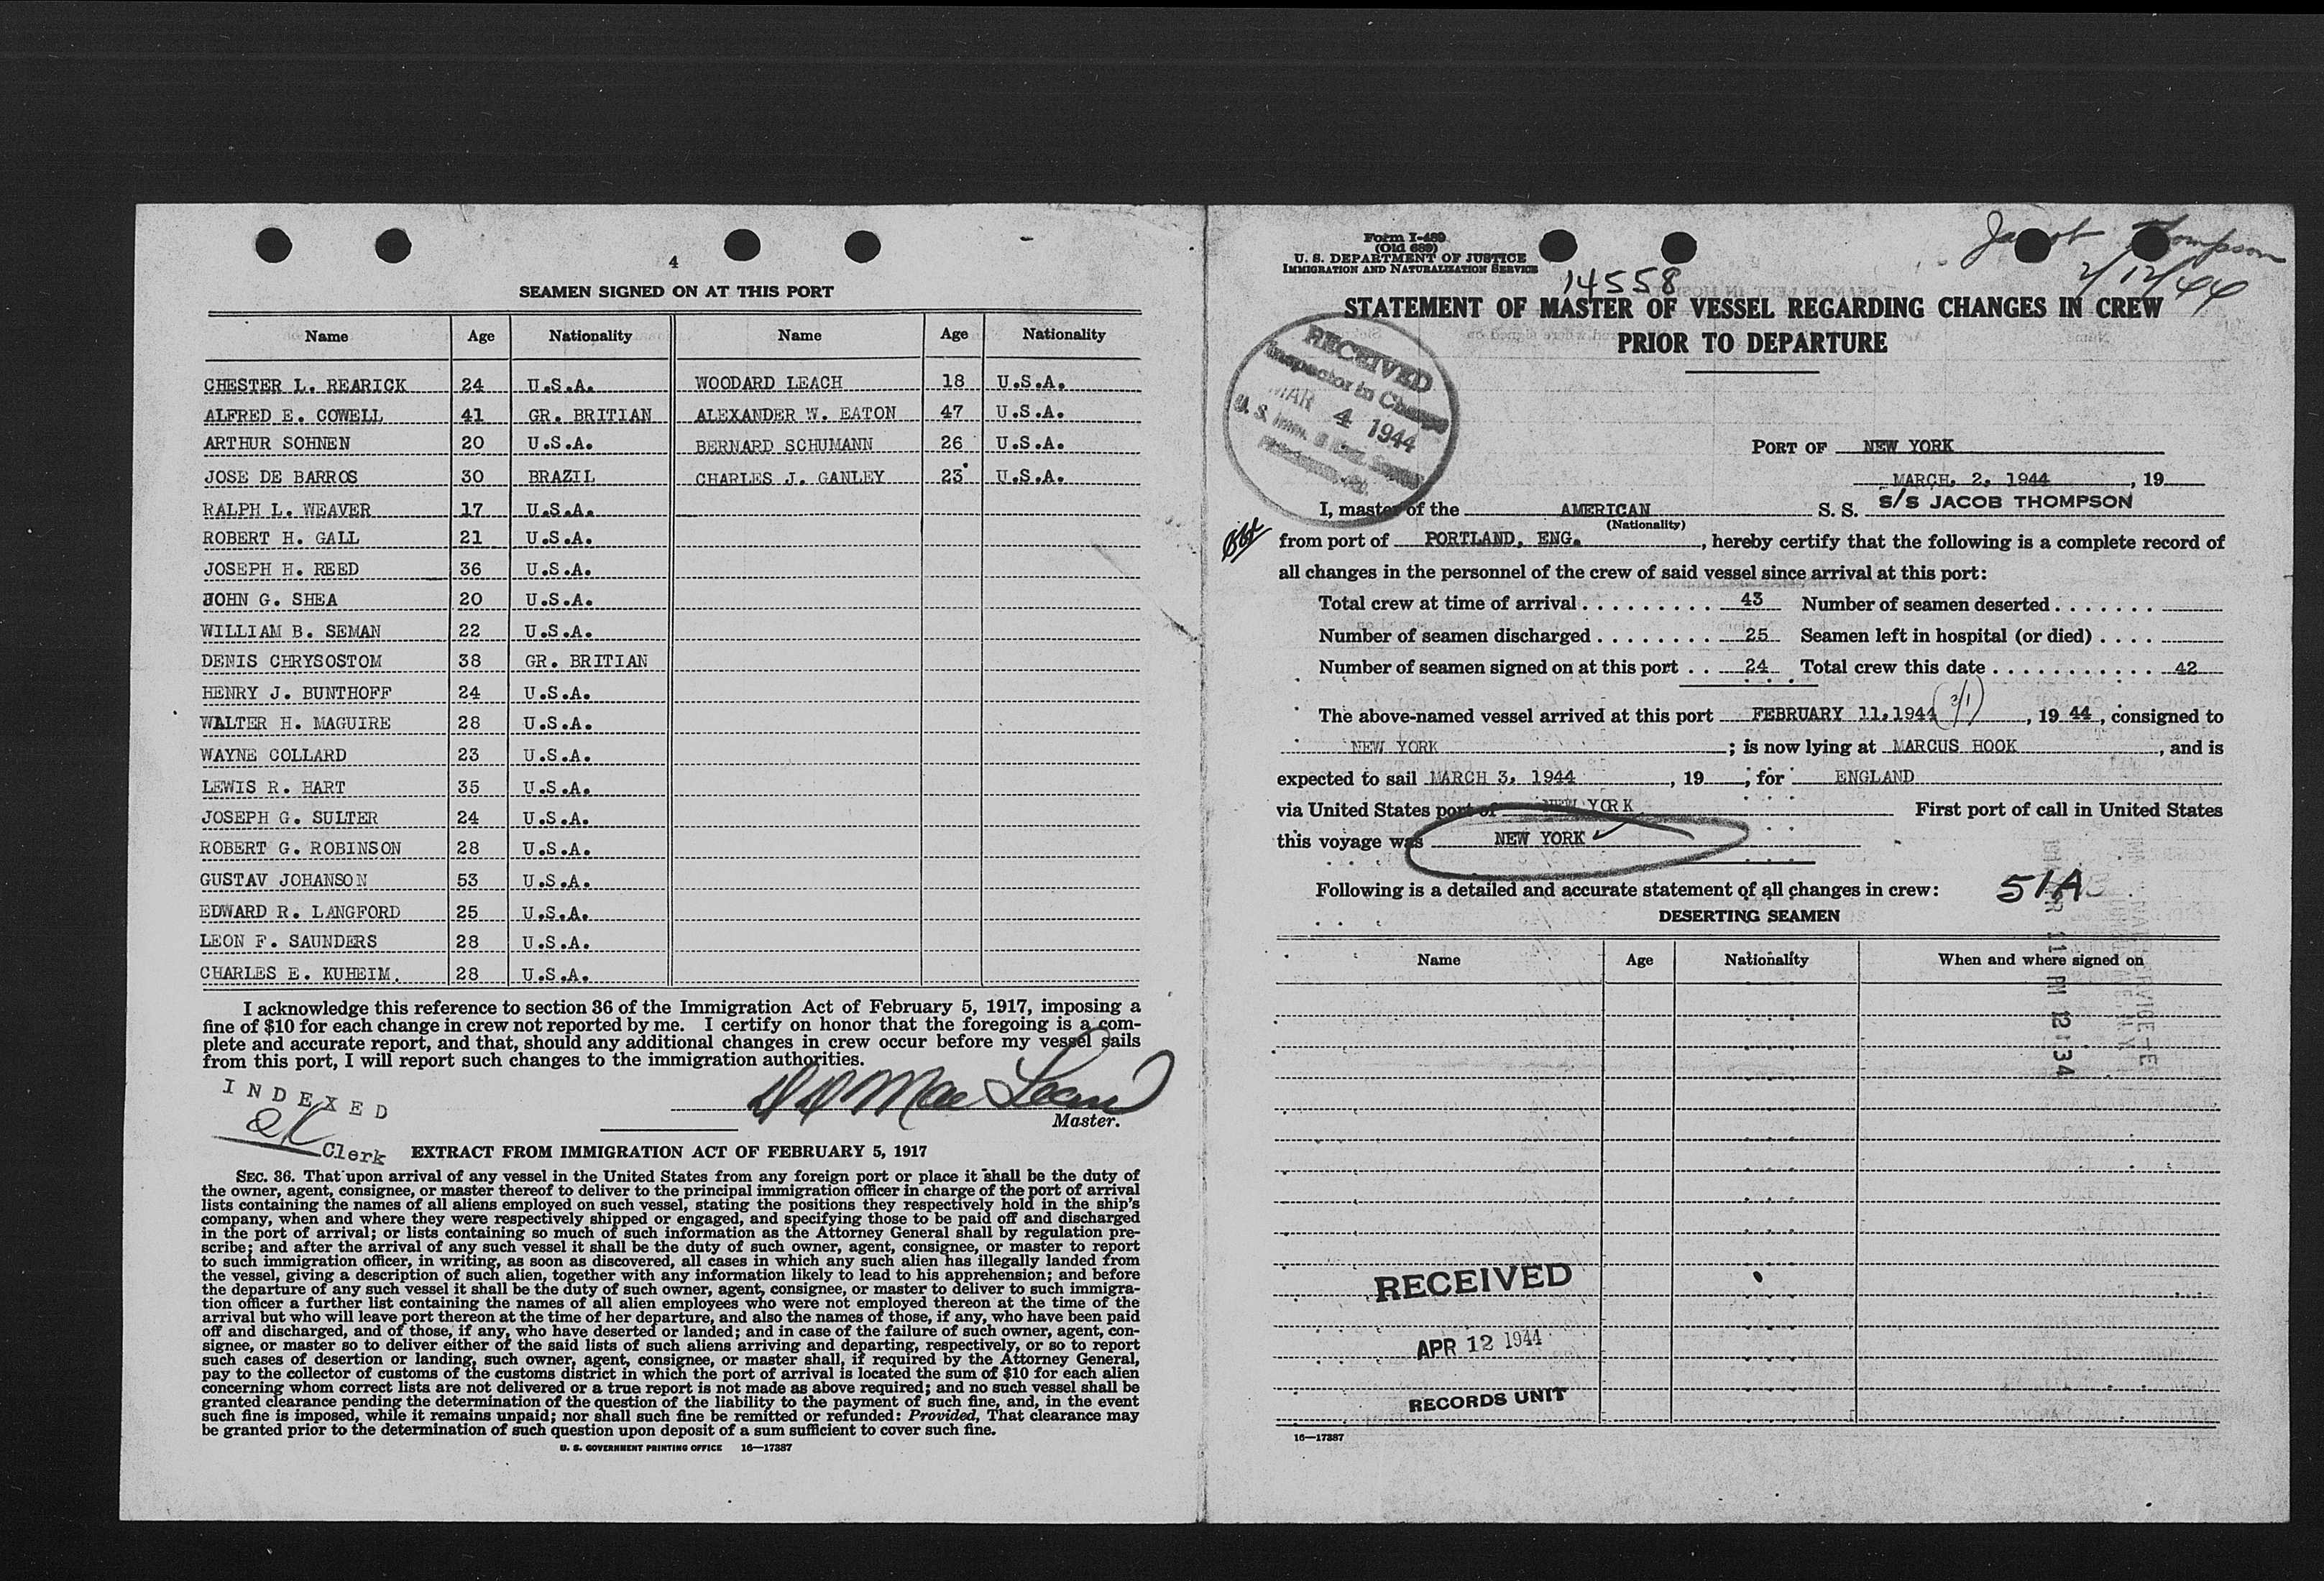 4
SEAMEN SIGNED ON AT THIS PORT
Name Age Nationality Name Age Nationality
CHESTER L. REARICK 24 U.S.A. WOODARD LEACH 18 U.S.A.
ALFRED E. COWELL 41 GR. BRITIAN ALEXANDER W. EATON 47 U.S.A.
ARTHUR SOHNEN 20 U.S.A. BERNARD SCHUMANN 26 U.S.A.
JOSE DE BARROS 30 BRAZIL CHARLES J. GANLEY 23 U.S.A.
RALPH L. WEAVER 17 U.S.A.
ROBERT H. GALL 21 U.S.A.
JOSEPH H. REED 36 U.S.A.
JOHN G. SHEA 20 U.S.A.
WILLIAM B. SEMAN 22 U.S.A.
DENIS CHRYSOSTOM 38 GR. BRITIAN
HENRY J. BUNTHOFF 24 U.S.A.
WALTER H. MAGUIRE 28 U.S.A.
WAYNE COLLARD 23 U.S.A.
LEWIS R. HART 35 U.S.A.
JOSEPH G. SULTER 24 U.S.A.
ROBERT G. ROBINSON 28 U.S.A.
GUSTAV JOHANSON 53 U.S.A.
EDWARD R. LANGFORD 25 U.S.A.
LEON F. SAUNDERS 28 U.S.A.
CHARLES E. KUHEIM. 28 U.S.A.
I acknowledge this reference to section 36 of the Immigration Act of February 5, 1917, imposing a
fine of $10 for each change in crew not reported by me. I certify on honor that the foregoing is a com-
plete and accurate report, and that, should any additional changes in crew occur before my vessel sails
from this port, I will report such changes to the immigration authorities.
INDEXED
Mac Lean
Master.
Clerk
EXTRACT FROM IMMIGRATION ACT OF FEBRUARY 5, 1917
SEC. 36. That upon arrival of any vessel in the United States from any foreign port or place it shall be the duty of
the owner, agent, consignee, or master thereof to deliver to the principal immigration officer in charge of the port of arrival
lists containing the names of all aliens employed on such vessel, stating the positions they respectively hold in the ship's
company, when and where they were respectively shipped or engaged, and specifying those to be paid off and discharged
in the port of arrival; or lists containing so much of such information as the Attorney General shall by regulation pre-
scribe; and after the arrival of any such vessel it shall be the duty of such owner, agent, consignee, or master to report
to such immigration officer, in writing, as soon as discovered, all cases in which any such alien has illegally landed from
the vessel, giving a description of such alien, together with any information likely to lead to his apprehension; and before
the departure of any such vessel it shall be the duty of such owner, agent, consignee, or master to deliver to such immigra-
tion officer a further list containing the names of all alien employees who were not employed thereon at the time of the
arrival but who will leave port thereon at the time of her departure, and also the names of those, if any, who have been paid
off and discharged, and of those, if any, who have deserted or landed; and in case of the failure of such owner, agent, con-
signee, or master so to deliver either of the said lists of such aliens arriving and departing, respectively, or so to report
such cases of desertion or landing, such owner, agent, consignee, or master shall, if required by the Attorney General,
pay to the collector of customs of the customs district in which the port of arrival is located the sum of $10 for each alien
concerning whom correct lists are not delivered or a true report is not made as above required; and no such vessel shall be
granted clearance pending the determination of the question of the liability to the payment of such fine, and, in the event
such fine is imposed, while it remains unpaid; nor shall such fine be remitted or refunded: Provided, That clearance may
be granted prior to the determination of such question upon deposit of a sum sufficient to cover such fine.
U. S. GOVERNMENT PRINTING OFFICE 16—17387
Form I-489
(Old 689)
U. S. DEPARTMENT OF JUSTICE
IMMIGRATION AND NATURALIZATION SERVICE
Jacob Thompson
2/12/44
14558
STATEMENT OF MASTER OF VESSEL REGARDING CHANGES IN CREW
PRIOR TO DEPARTURE
RECEIVED
Inspector in Charge
MAR 4 1944
PORT OF NEW YORK
MARCH, 2, 1944, 19
I, master of the AMERICAN S. S. S/S JACOB THOMPSON
(Nationality)
from port of PORTLAND, ENG., hereby certify that the following is a complete record of
all changes in the personnel of the crew of said vessel since arrival at this port:
Total crew at time of arrival 43 Number of seamen deserted
Number of seamen discharged 25 Seamen left in hospital (or died)
Number of seamen signed on at this port 24 Total crew this date 42
The above-named vessel arrived at this port FEBRUARY 11, 1944 (3/1), 19 44, consigned to
NEW YORK; is now lying at MARCUS HOOK, and is
expected to sail MARCH 3, 1944, 19, for ENGLAND
via United States port of NEW YORK First port of call in United States
this voyage was NEW YORK
Following is a detailed and accurate statement of all changes in crew: 51A
DESERTING SEAMEN
Name Age Nationality When and where signed on
11 PM 12:34
RECEIVED
APR 12 1944
RECORDS UNIT
16—17387